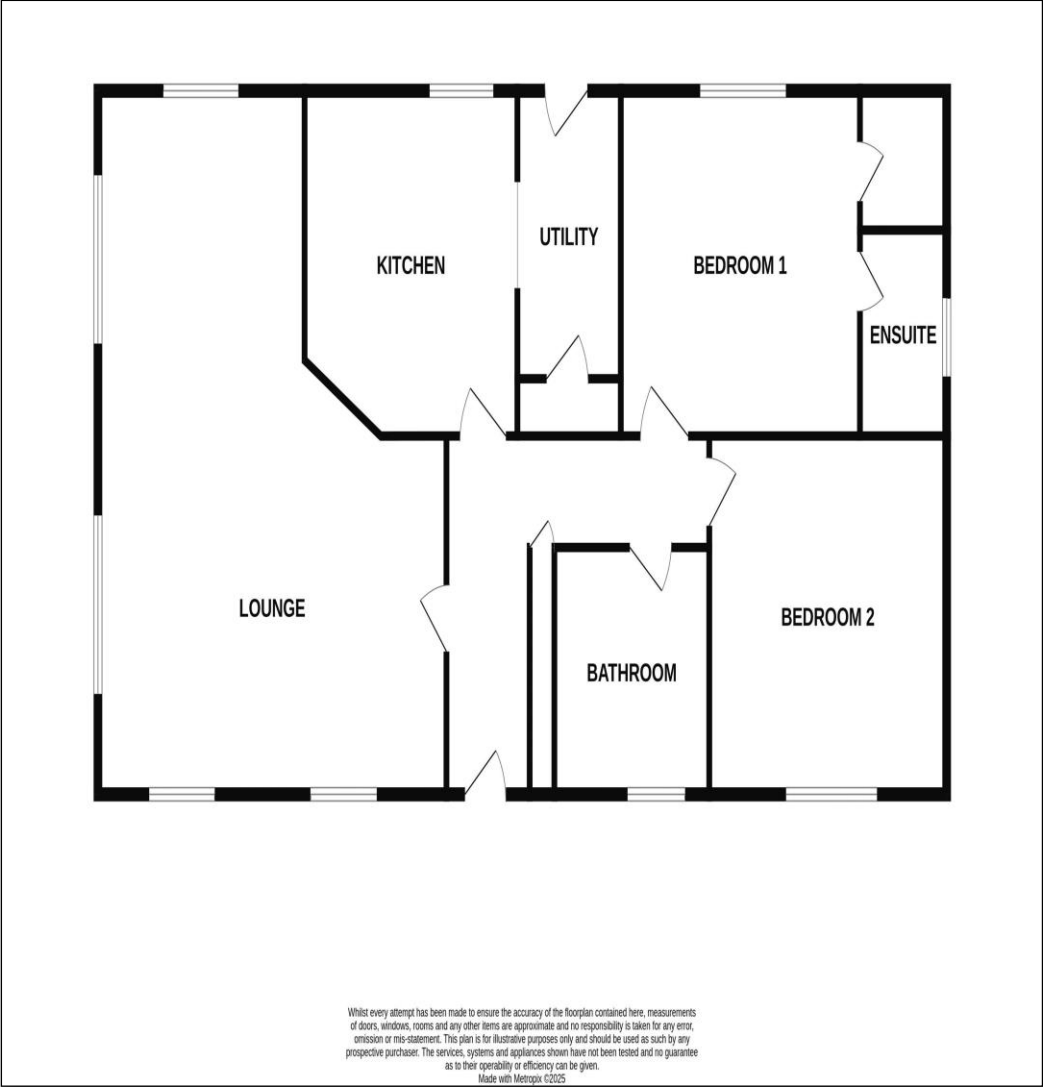 UTILITY
KITCHEN
BEDROOM 1
ENSUITE
LOUNGE
BEDROOM 2
BATHROOM
Whilst every attempt has been made to ensure the accuracy of the floorplan contained here, measurements
of doors, windows, rooms and any other items are approximate and no responsibility is taken for any error,
omission or mis-statement. This plan is for illustrative purposes only and should be used as such by any
prospective purchaser. The services, systems and appliances shown have not been tested and no guarantee
as to their operability or efficiency can be given.
Made with Metropix ©2025